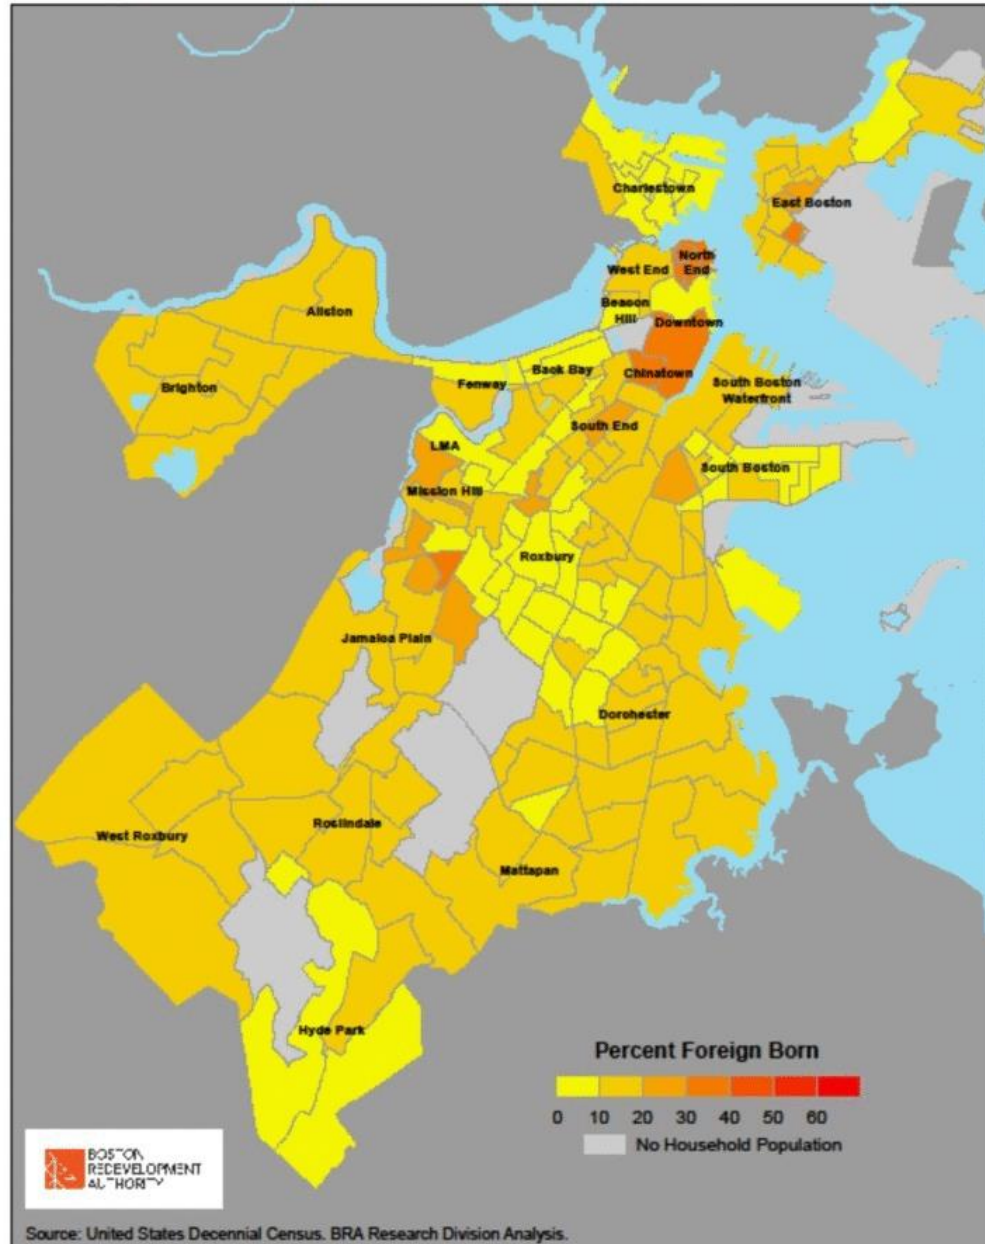 Charlestown
East Boston
North
End
West End
Beacon
Hill
Downtown
Allston
Back Bay
Chinatown
Fenway
Brighton
South Boston
Waterfront
South End
LMA
South Boston
Mission Hill
Roxbury
Jamaica Plain
Dorchester
Roslindale
West Roxbury
Mattapan
Hyde Park
Percent Foreign Born
0 10 20 30 40 50 60
No Household Population
BOSTON
REDEVELOPMENT
AUTHORITY
Source: United States Decennial Census. BRA Research Division Analysis.